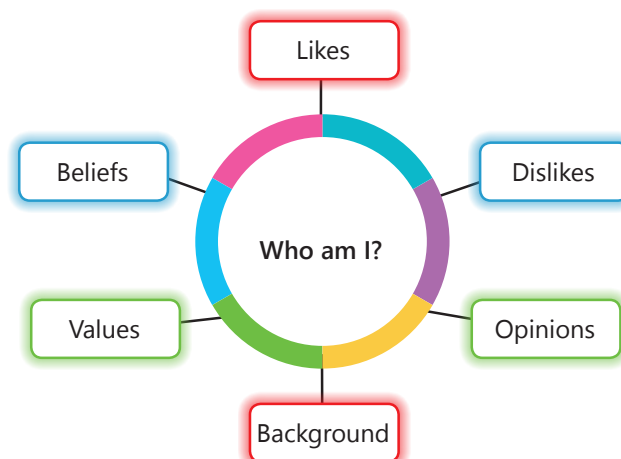 Likes
Beliefs
Dislikes
Who am I?
Values
Opinions
Background